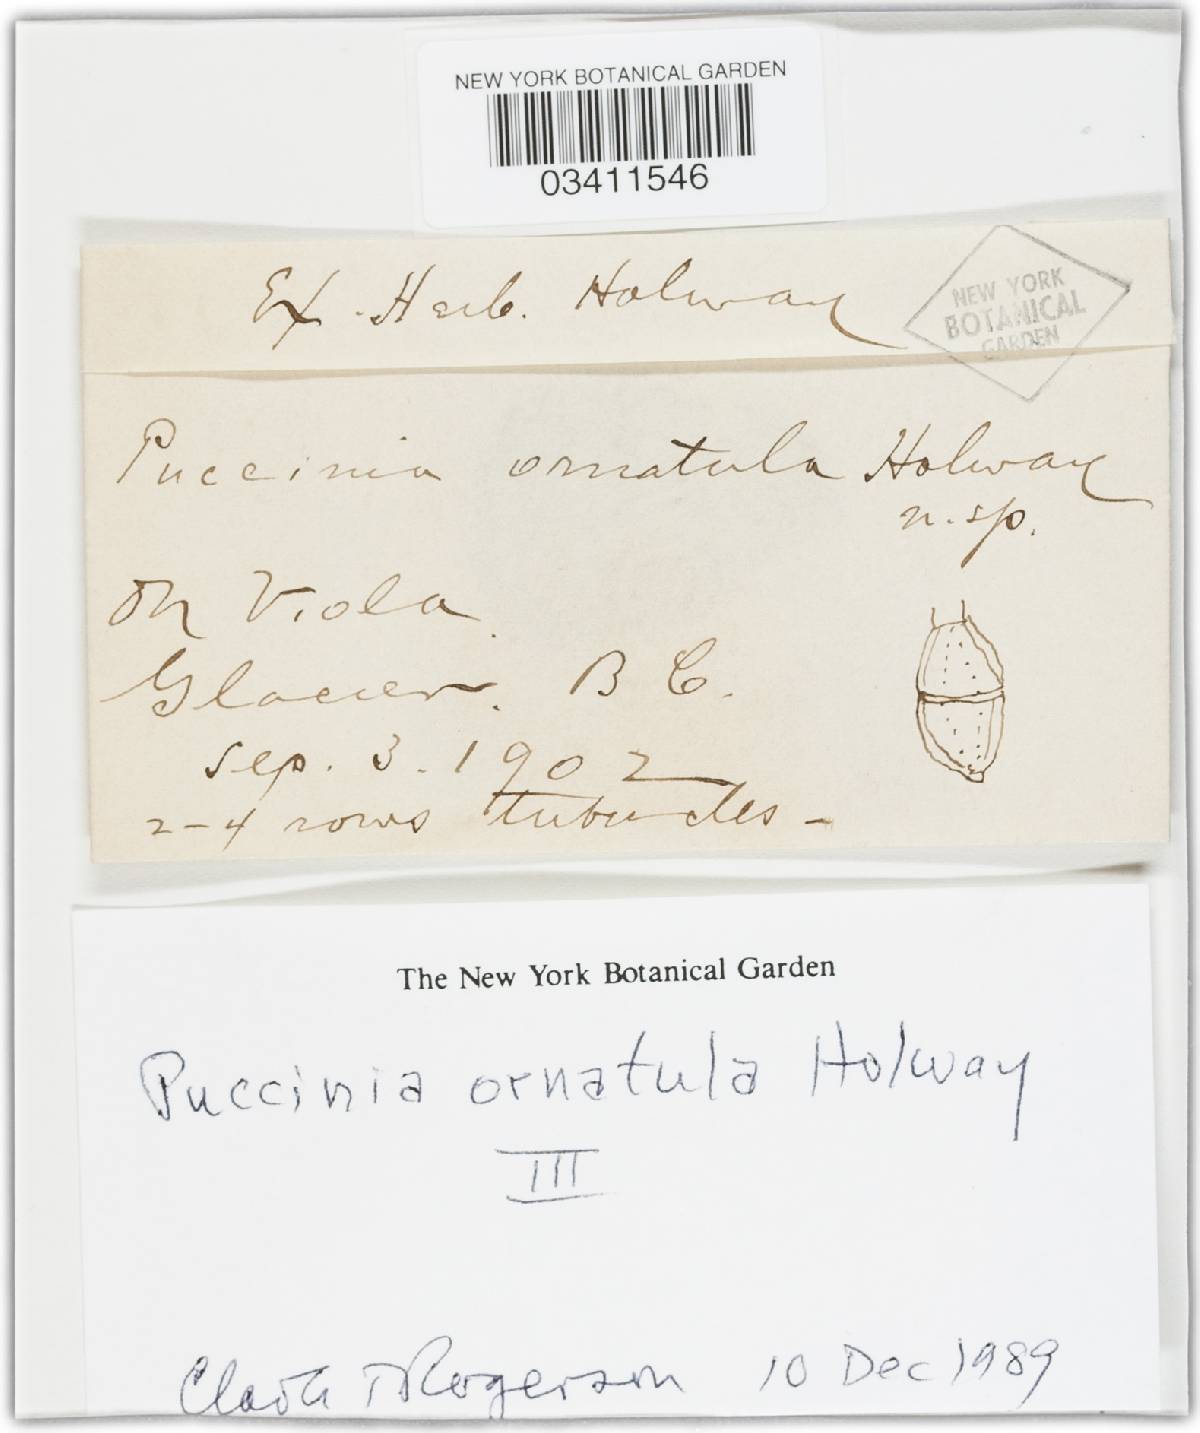 NEW YORK BOTANICAL GARDEN
03411546
Ex. Herb. Holway
NEW YORK
BOTANICAL
GARDEN
Puccinia ornatula Holway
n. sp.
On Viola
Glacier. B C.
Sep. 3. 1902
2-4 rows tubercles -
The New York Botanical Garden
Puccinia ornatula Holway
III
Clark T Rogerson 10 Dec 1989